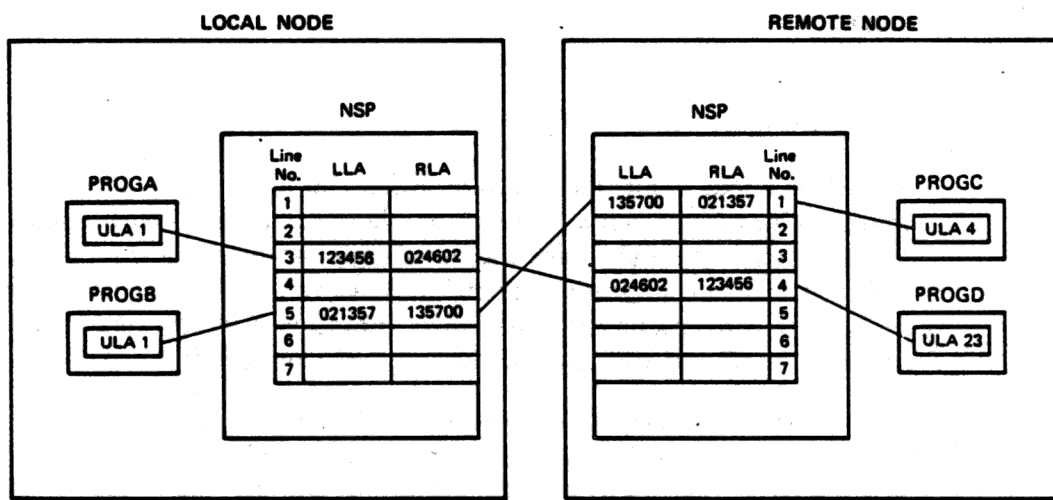 LOCAL NODE
NSP
Line No. LLA RLA
1
2
3 123456 024602
4
5 021357 135700
6
7
PROGA
ULA 1
PROGB
ULA 1
REMOTE NODE
NSP
LLA RLA Line No.
135700 021357 1
2
3
024602 123456 4
5
6
7
PROGC
ULA 4
PROGD
ULA 23